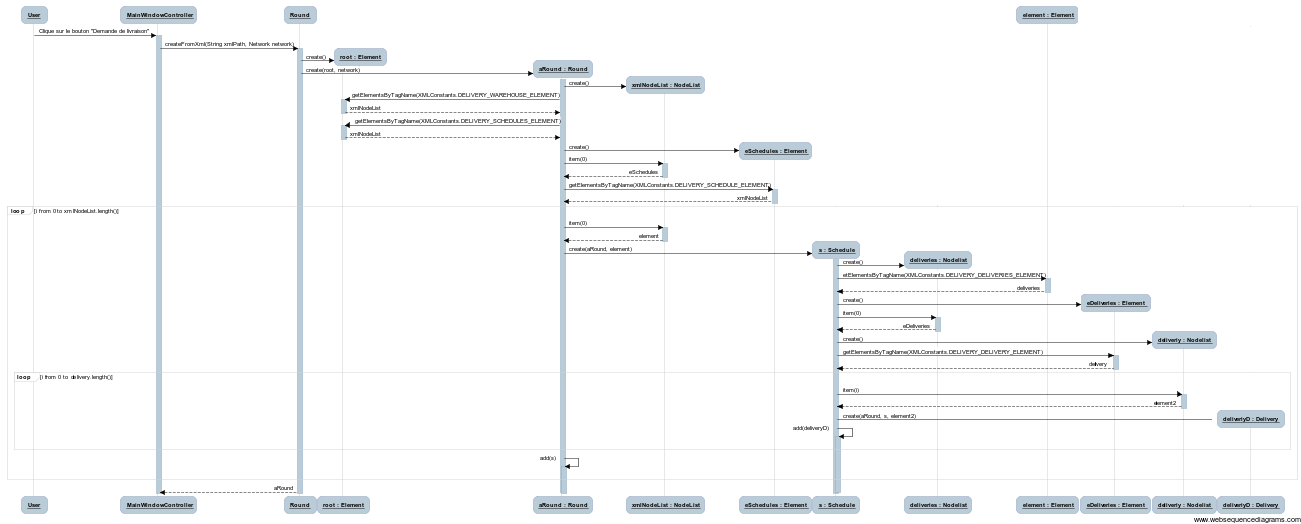 User
MainWindowController
Round
element : Element
Clique sur le bouton "Demande de livraison"
createFromXml(String xmlPath, Network network)
create()
root : Element
create(root, network)
aRound : Round
create()
xmlNodeList : NodeList
getElementsByTagName(XMLConstants.DELIVERY_WAREHOUSE_ELEMENT)
xmlNodeList
getElementsByTagName(XMLConstants.DELIVERY_SCHEDULES_ELEMENT)
xmlNodeList
create()
eSchedules : Element
item(0)
eSchedules
getElementsByTagName(XMLConstants.DELIVERY_SCHEDULE_ELEMENT)
xmlNodeList
loop [i from 0 to xmlNodeList.length()]
item(0)
element
create(aRound, element)
s : Schedule
create()
deliveries : Nodelist
etElementsByTagName(XMLConstants.DELIVERY_DELIVERIES_ELEMENT)
deliveries
create()
eDeliveries : Element
item(0)
eDeliveries
create()
delivery : Nodelist
getElementsByTagName(XMLConstants.DELIVERY_DELIVERY_ELEMENT)
delivery
loop [i from 0 to delivery.length()]
item(i)
element2
create(aRound, s, element2)
deliveryD : Delivery
add(deliveryD)
add(s)
aRound
User
MainWindowController
Round
root : Element
aRound : Round
xmlNodeList : NodeList
eSchedules : Element
s : Schedule
deliveries : Nodelist
element : Element
eDeliveries : Element
delivery : Nodelist
deliveryD : Delivery
www.websequencediagrams.com